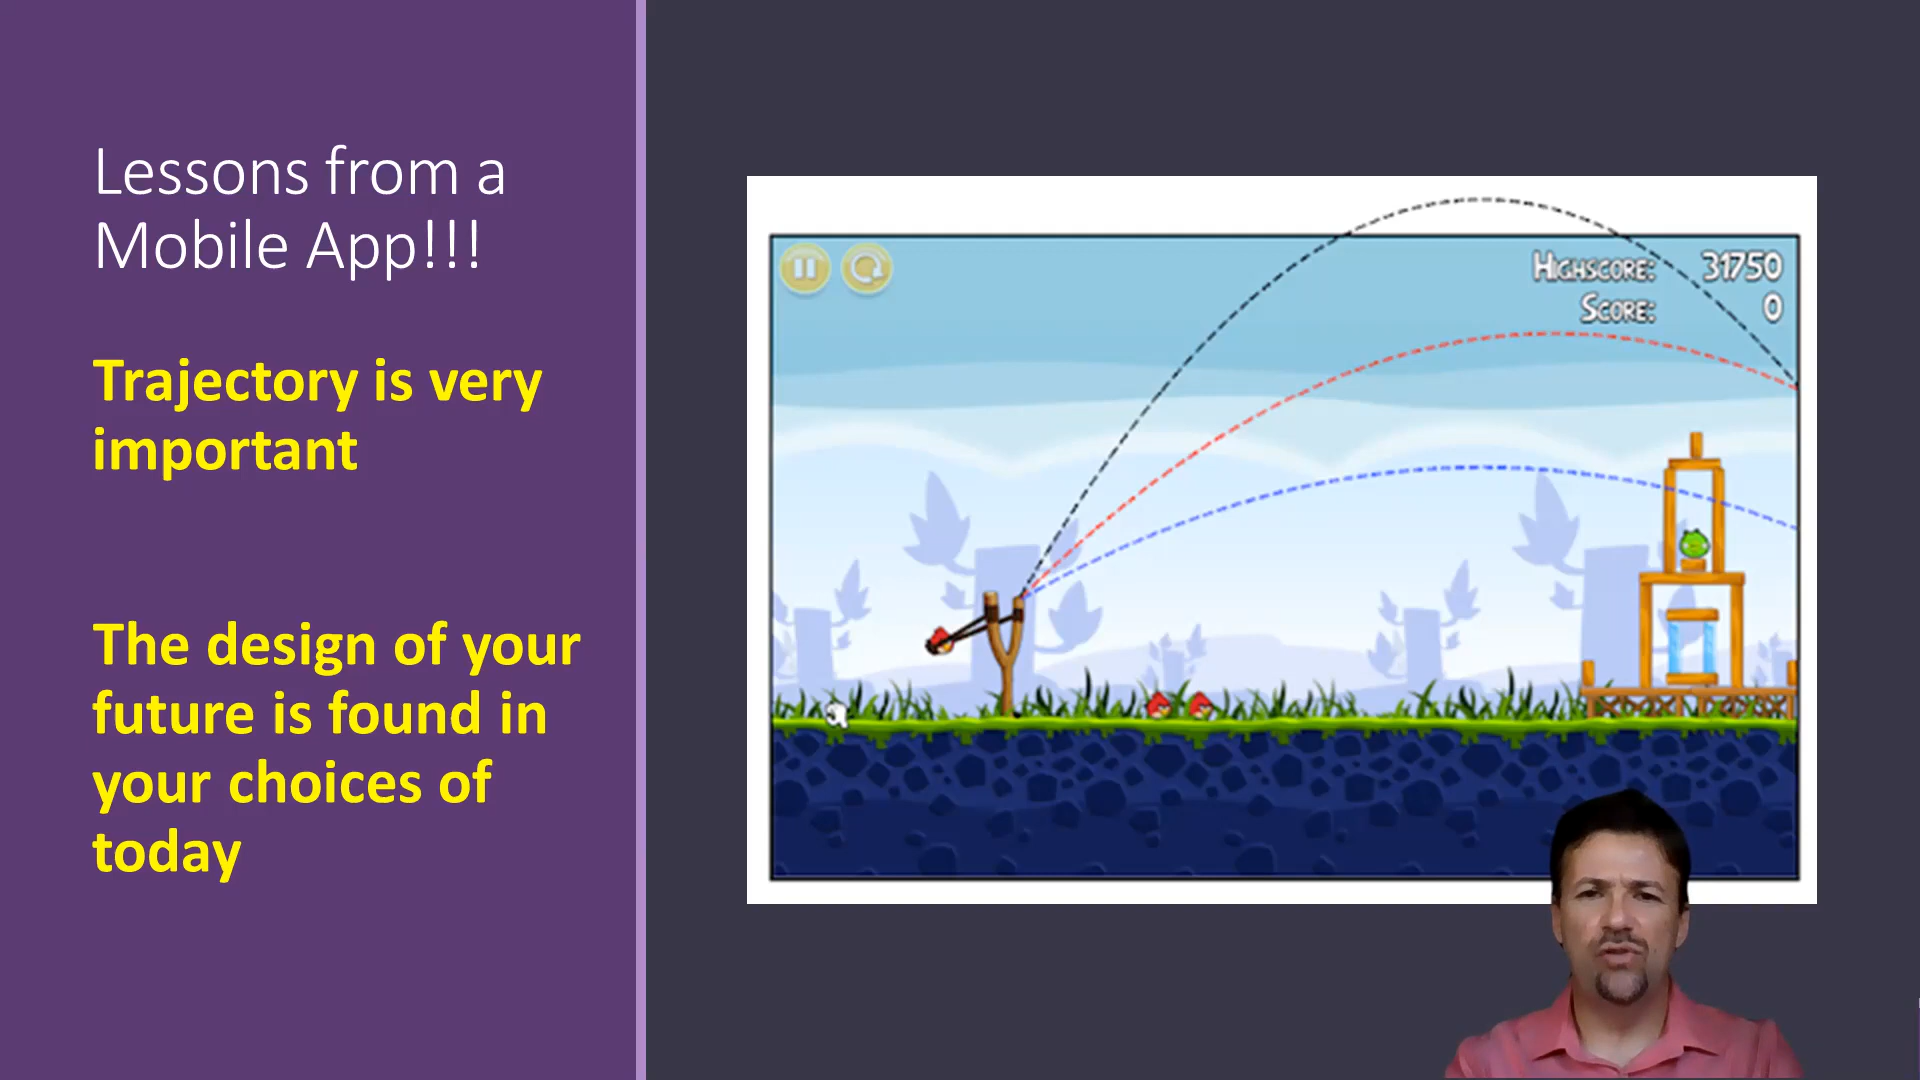 Lessons from a
Mobile App!!!
Trajectory is very
important
The design of your
future is found in
your choices of
today
Highscore: 31750
Score: 0